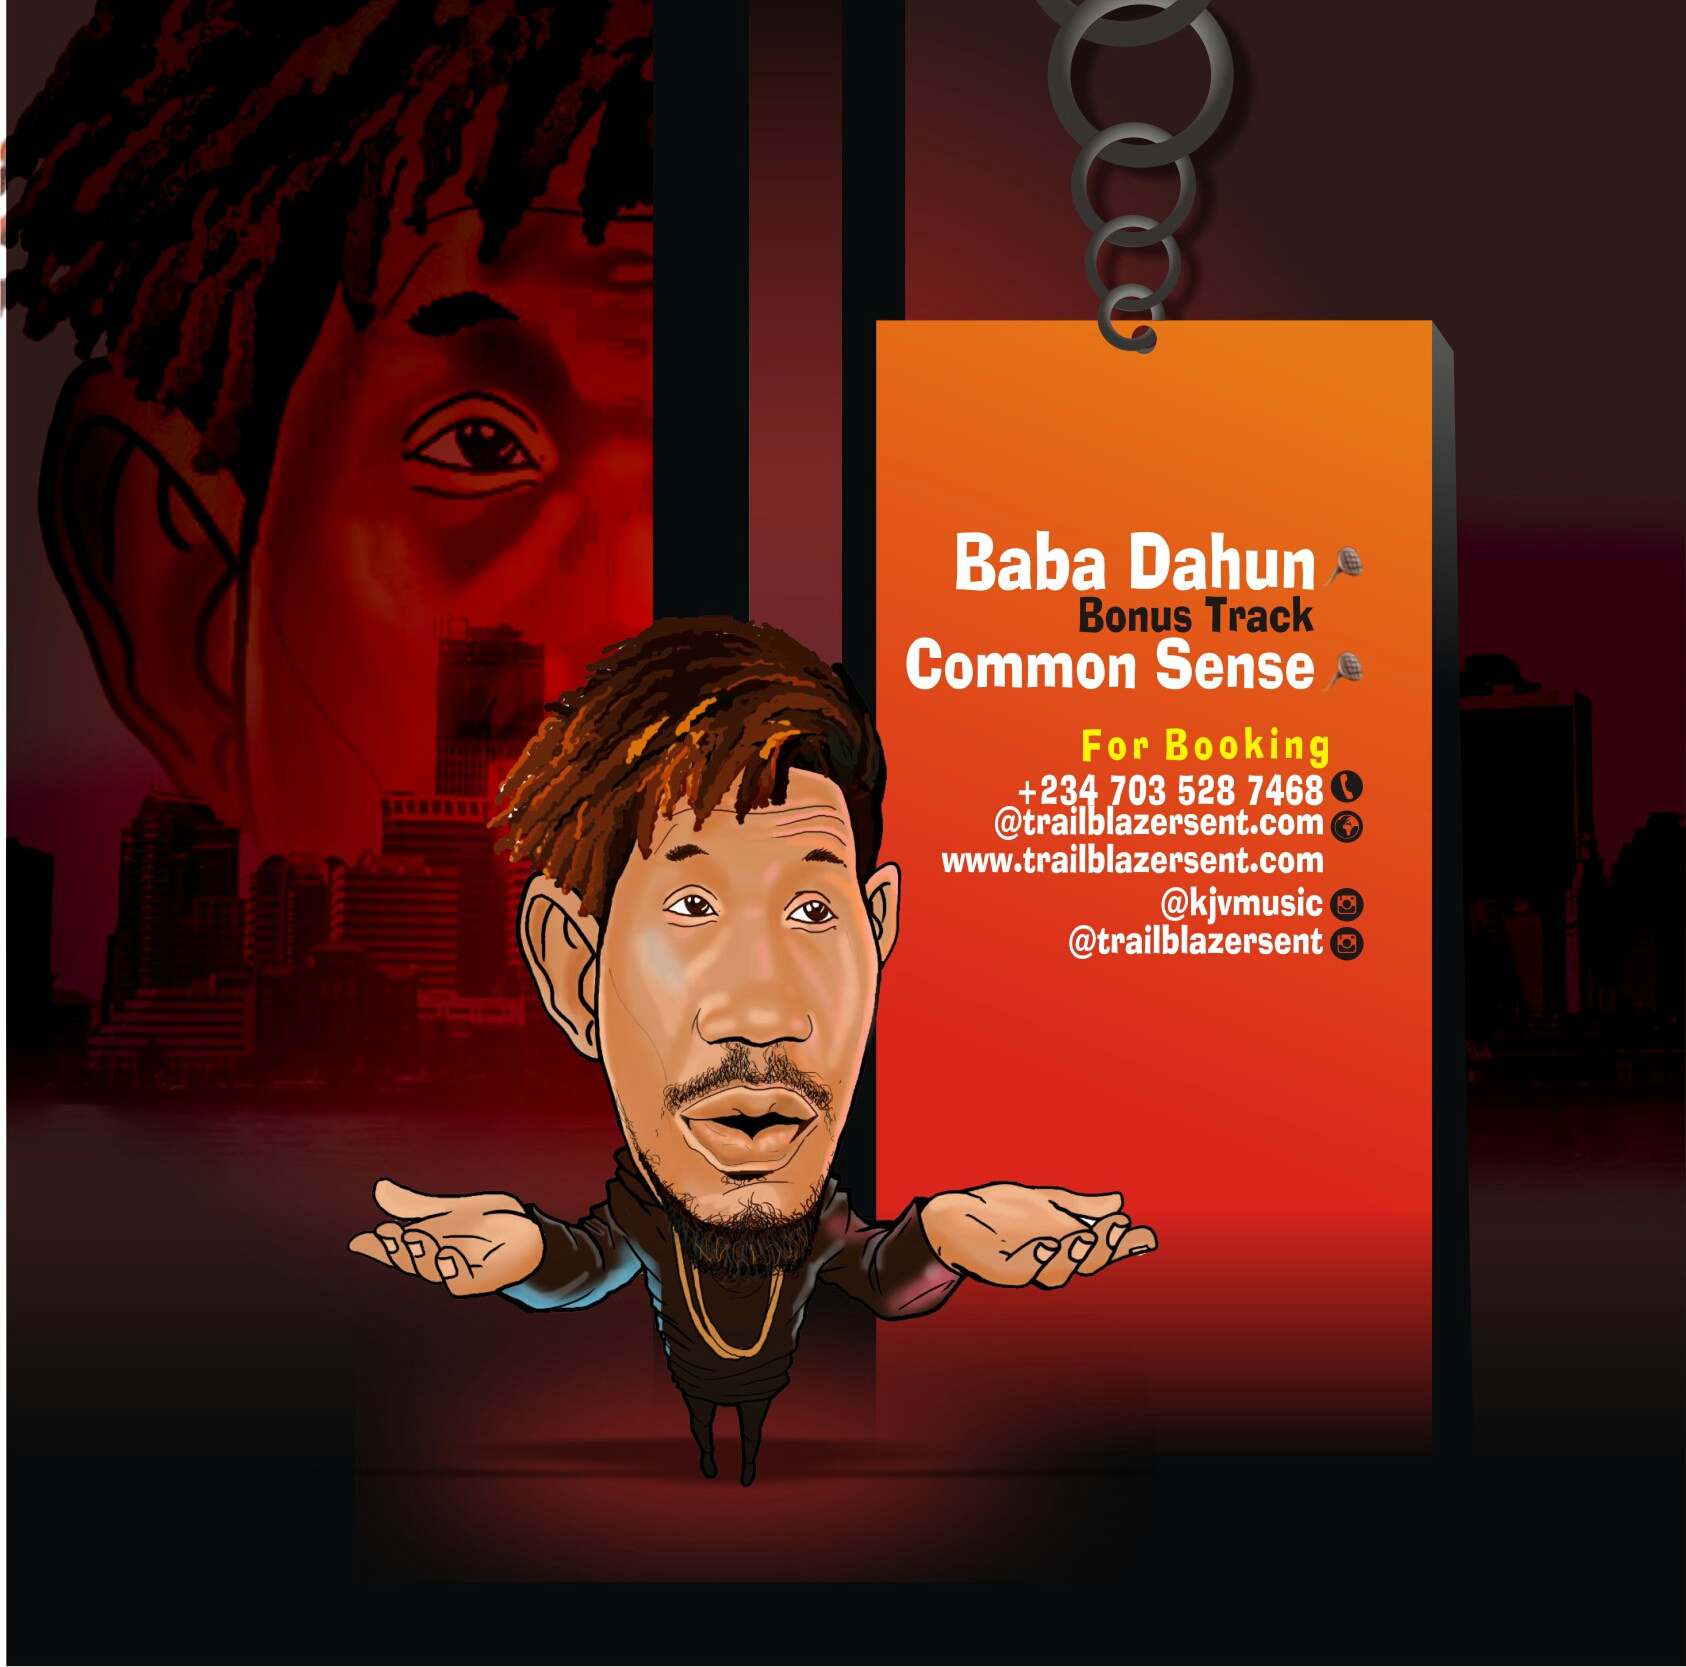 Baba Dahun
Bonus Track
Common Sense
For Booking
+234 703 528 7468
@trailblazersent.com
www.trailblazersent.com
@kjvmusic
@trailblazersent